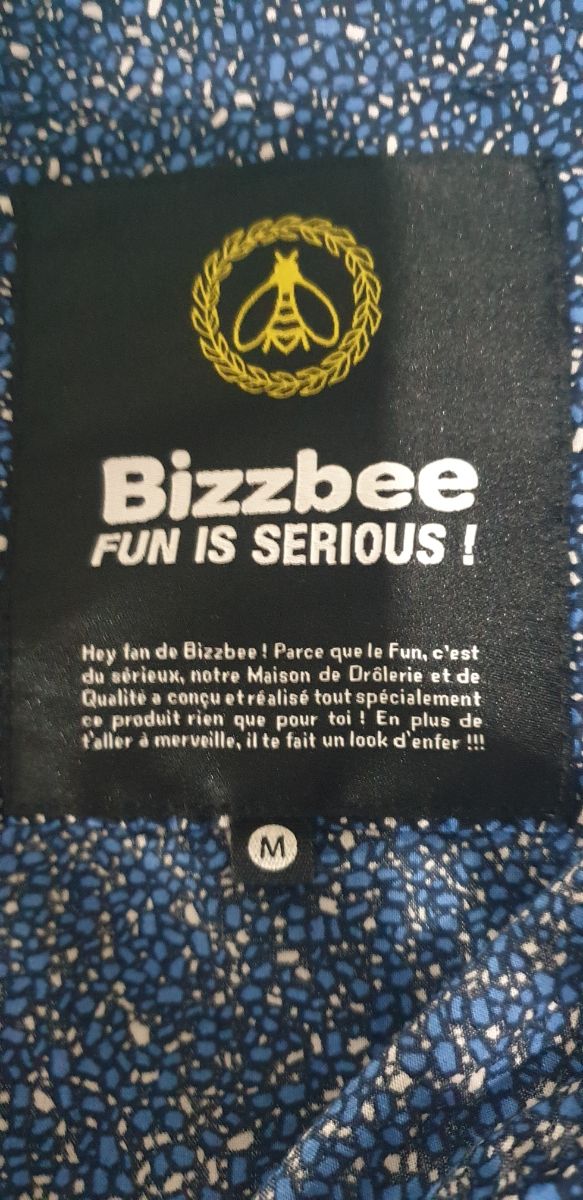 Bizzbee
FUN IS SERIOUS !
Hey fan de Bizzbee ! Parce que le Fun, c'est
du sérieux, notre Maison de Drôlerie et de
Qualité a conçu et réalisé tout spécialement
ce produit rien que pour toi ! En plus de
t'aller à merveille, il te fait un look d'enfer !!!
M